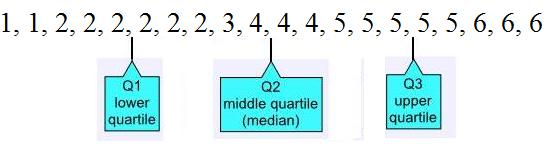 1, 1, 2, 2, 2, 2, 2, 2, 3, 4, 4, 4, 5, 5, 5, 5, 5, 6, 6, 6
Q1
lower
quartile
Q2
middle quartile
(median)
Q3
upper
quartile